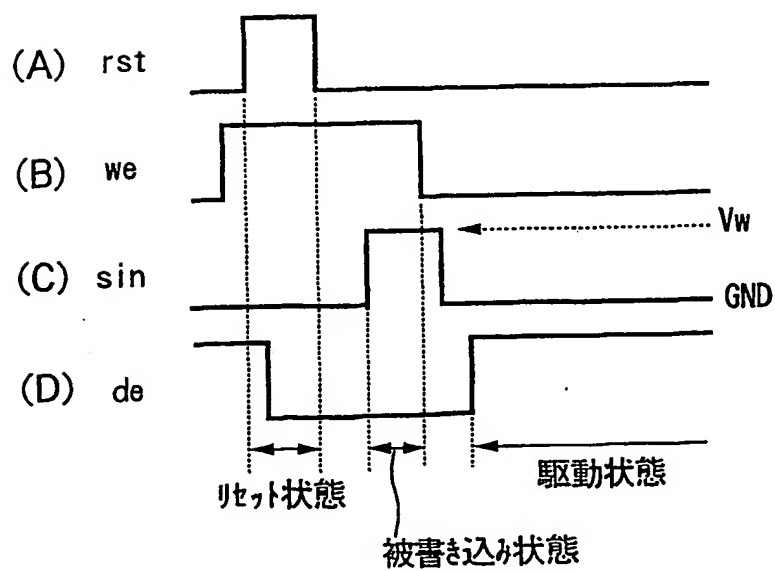 (A) rst
(B) we
Vw
(C) sin
GND
(D) de
リセット状態
駆動状態
被書き込み状態